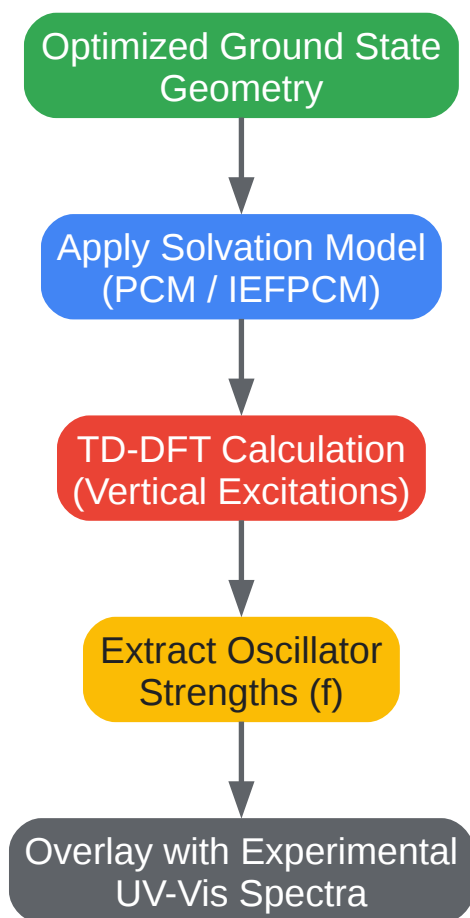 Optimized Ground State
Geometry
Apply Solvation Model
(PCM / IEFPCM)
TD-DFT Calculation
(Vertical Excitations)
Extract Oscillator
Strengths (f)
Overlay with Experimental
UV-Vis Spectra